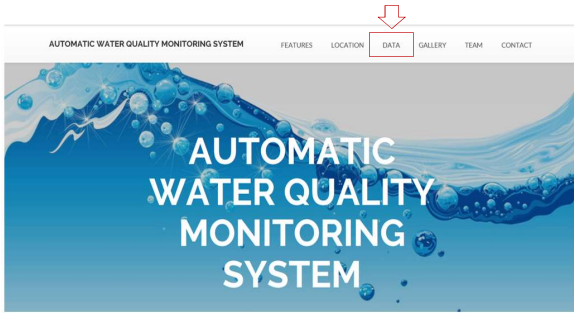 AUTOMATIC WATER QUALITY MONITORING SYSTEM FEATURES LOCATION DATA GALLERY TEAM CONTACT
AUTOMATIC
WATER QUALITY
MONITORING
SYSTEM